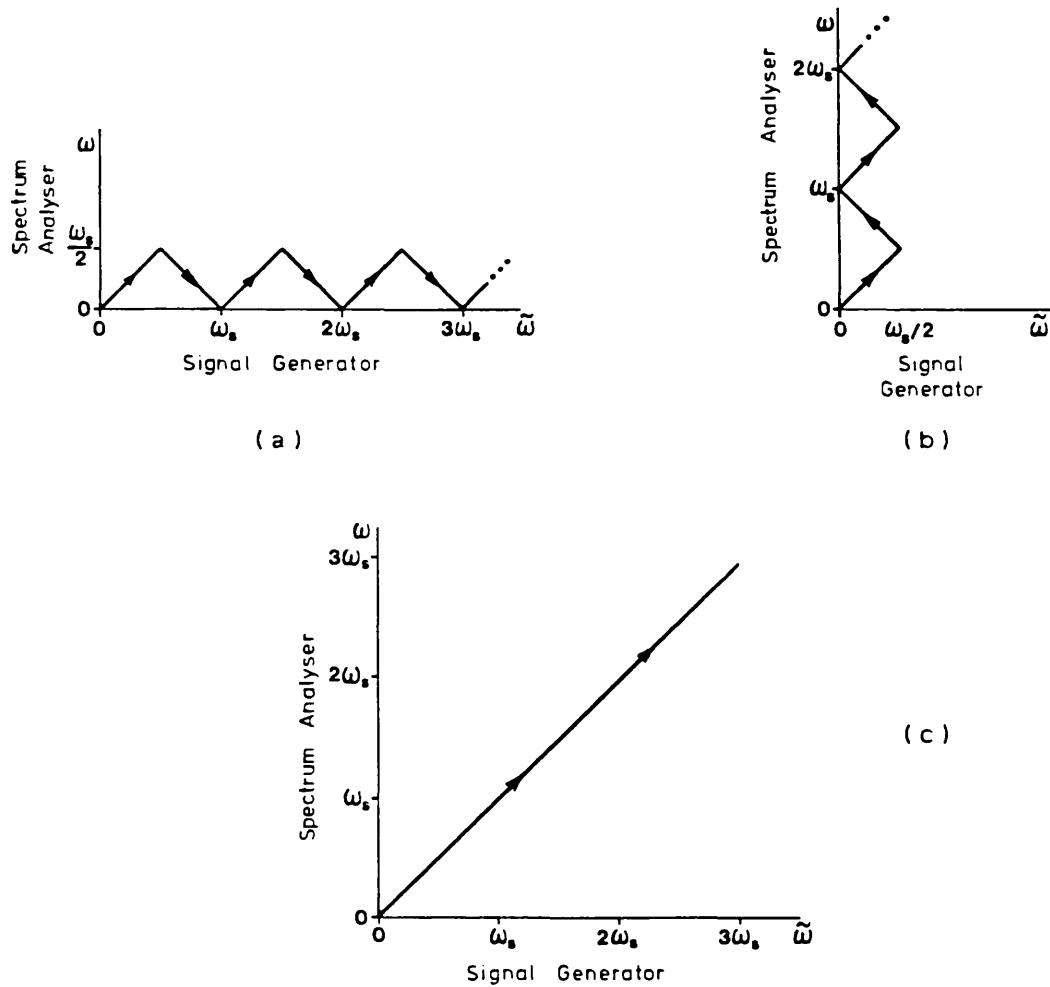 ω
Spectrum
Analyser
ωs/2
0
0 ωs 2ωs 3ωs ω̃
Signal Generator
(a)
ω
2ωs
Spectrum Analyser
ωs
0
0 ωs/2 ω̃
Signal
Generator
(b)
ω
3ωs
2ωs
Spectrum Analyser
ωs
0
0 ωs 2ωs 3ωs ω̃
Signal Generator
(c)